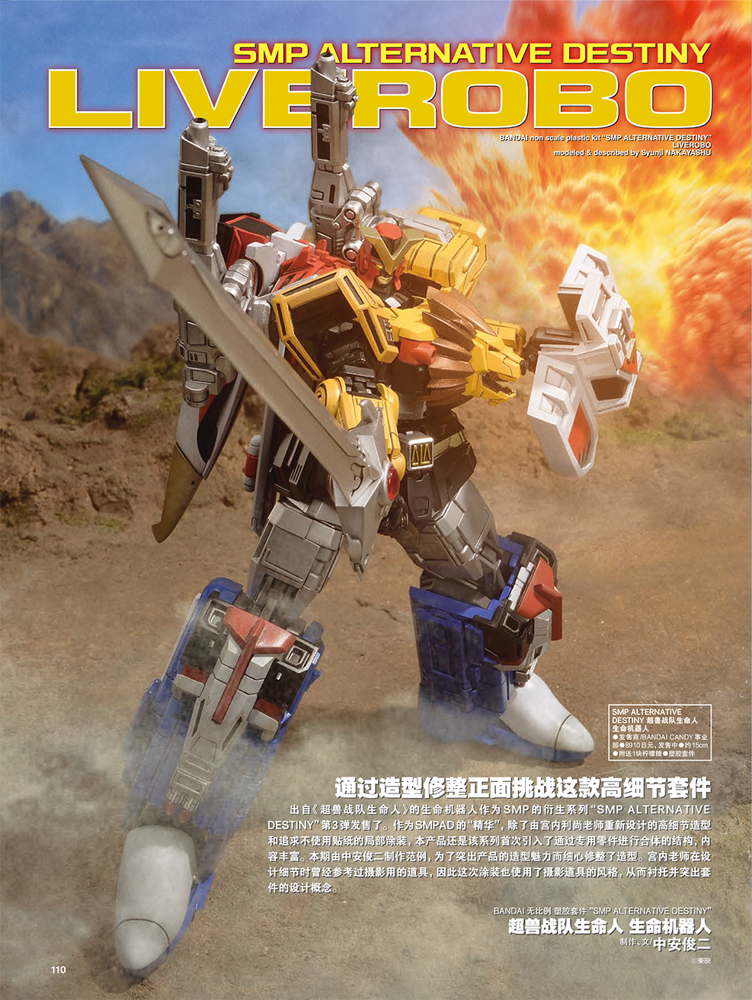 SMP ALTERNATIVE DESTINY
LIVEROBO
BANDAI non scale plastic kit “SMP ALTERNATIVE DESTINY”
LIVEROBO
modeled & described by Syunji NAKAYASHU
SMP ALTERNATIVE
DESTINY 超兽战队生命人
生命机器人
●发售商/BANDAI CANDY事业
部●8910日元，发售中●约15cm
●附送1块柠檬糖●塑胶套件
通过造型修整正面挑战这款高细节套件
出自《超兽战队生命人》的生命机器人作为SMP的衍生系列“SMP ALTERNATIVE
DESTINY”第3弹发售了。作为SMPAD的“精华”，除了由宫内利尚老师重新设计的高细节造型
和追求不使用贴纸的局部涂装，本产品还是该系列首次引入了通过专用零件进行合体的结构，内
容丰富。本期由中安俊二制作范例，为了突出产品的造型魅力而细心修整了造型。宫内老师在设
计细节时曾经参考过摄影用的道具，因此这次涂装也使用了摄影道具的风格，从而衬托并突出套
件的设计概念。
BANDAI 无比例 塑胶套件 “SMP ALTERNATIVE DESTINY”
超兽战队生命人 生命机器人
制作、文/中安俊二
©東映
110